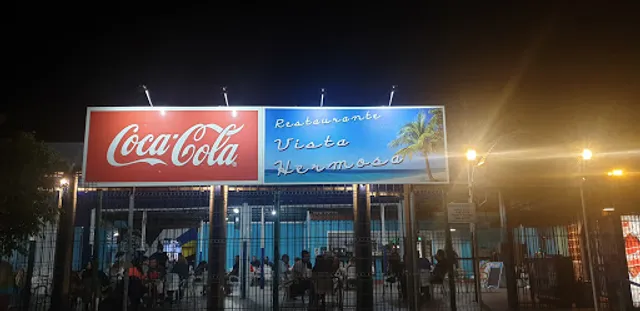 Coca-Cola
Restaurante
Vista
Hermosa